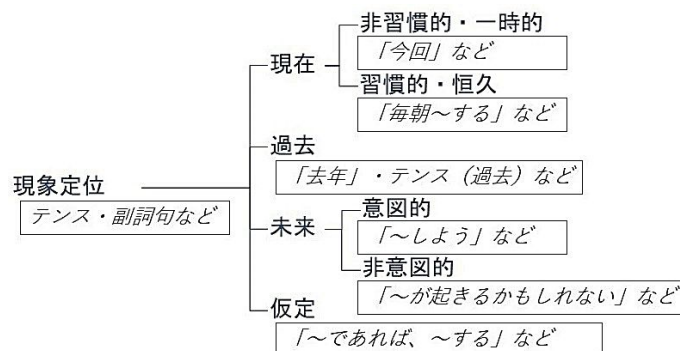 非習慣的・一時的
「今回」など
現在
習慣的・恒久
「毎朝～する」など
過去
「去年」・テンス（過去）など
現象定位
テンス・副詞句など
意図的
未来
「～しよう」など
非意図的
「～が起きるかもしれない」など
仮定
「～であれば、～する」など